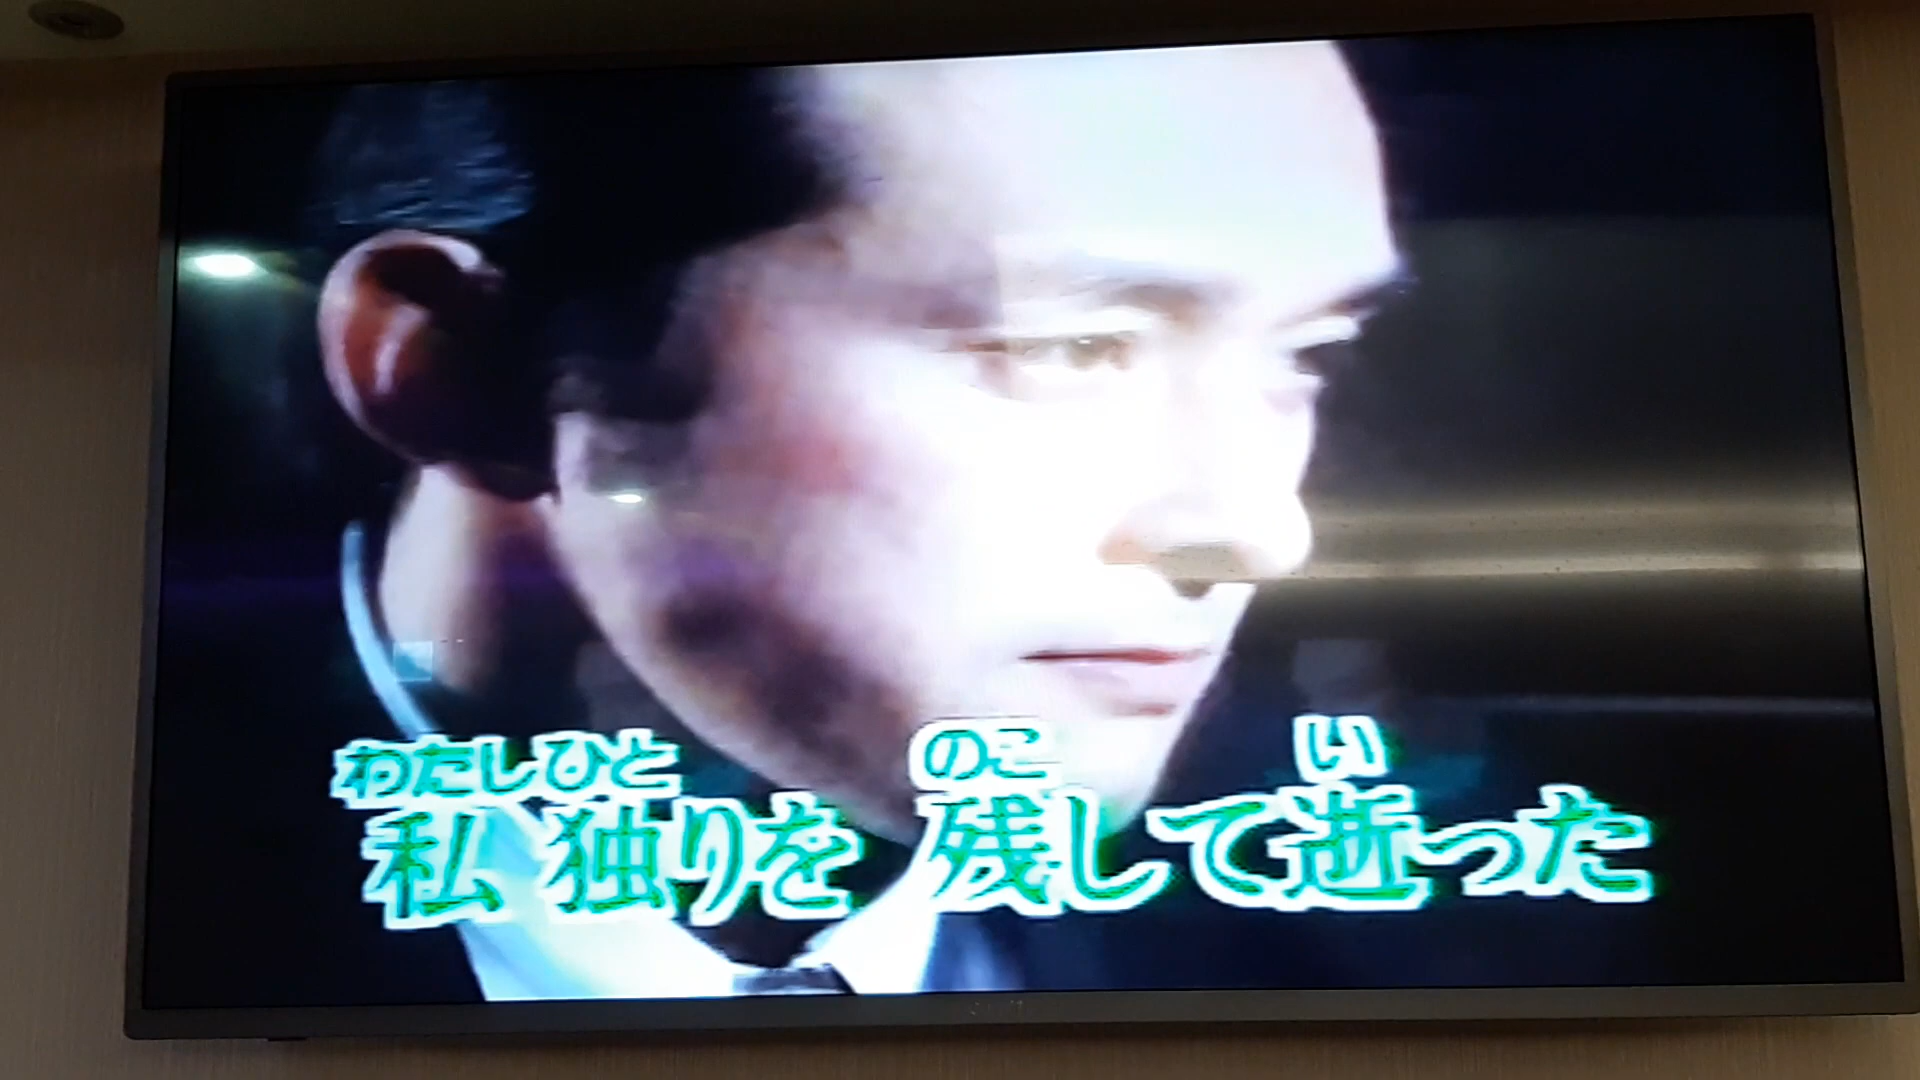 わたしひと のこ い
私 独りを 残して逝った